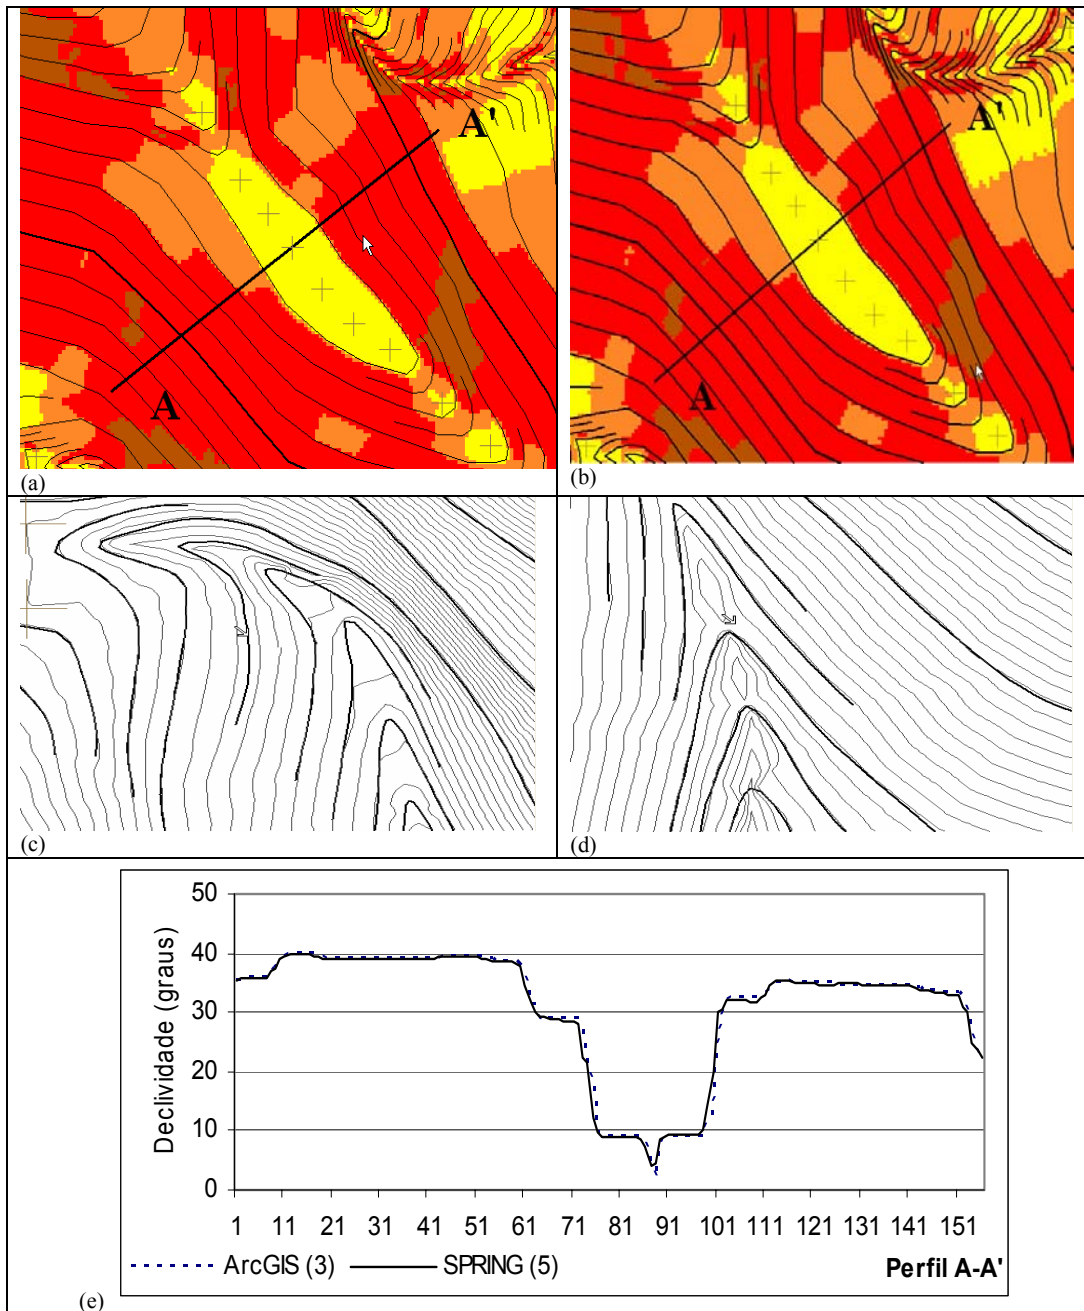 A'
A
(a)
A'
A
(b)
(c)
(d)
50
40
30
20
10
0
Declividade (graus)
1 11 21 31 41 51 61 71 81 91 101 111 121 131 141 151
ArcGIS (3) SPRING (5) Perfil A-A'
(e)